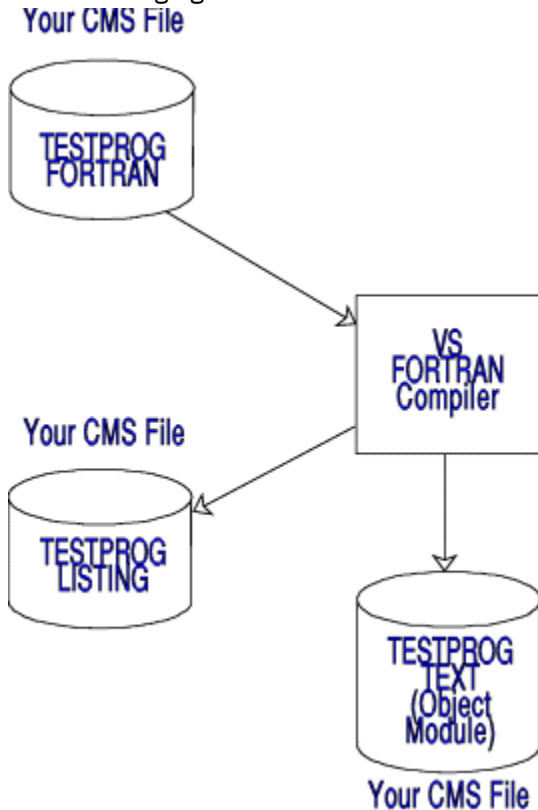 Your CMS File
TESTPROG
FORTRAN
VS
FORTRAN
Compiler
Your CMS File
TESTPROG
LISTING
TESTPROG
TEXT
(Object
Module)
Your CMS File